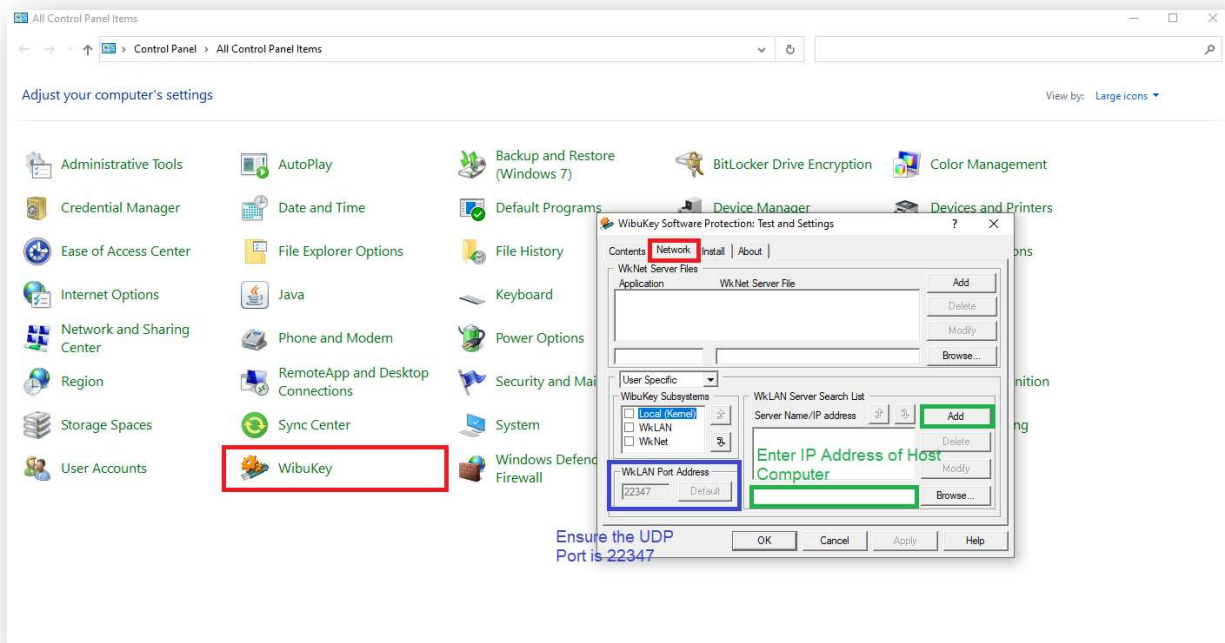 All Control Panel Items
Control Panel > All Control Panel Items
Adjust your computer's settings
View by: Large icons
Administrative Tools
AutoPlay
Backup and Restore
(Windows 7)
BitLocker Drive Encryption
Color Management
Credential Manager
Date and Time
Default Programs
Device Manager
Devices and Printers
Ease of Access Center
File Explorer Options
File History
ons
Internet Options
Java
Keyboard
Network and Sharing
Center
Phone and Modem
Power Options
Region
RemoteApp and Desktop
Connections
Security and Mai
nition
Storage Spaces
Sync Center
System
ng
User Accounts
WibuKey
Windows Defend
Firewall
WibuKey Software Protection: Test and Settings
? X
Contents
Network
Install
About
WkNet Server Files
Application
WkNet Server File
Add
Delete
Modify
Browse...
User Specific
WibuKey Subsystems
Local (Kernel)
WkLAN
WkNet
WkLAN Port Address
22347
Default
WkLAN Server Search List
Server Name/IP address
Add
Delete
Modify
Browse...
Enter IP Address of Host
Computer
Ensure the UDP
Port is 22347
OK
Cancel
Apply
Help